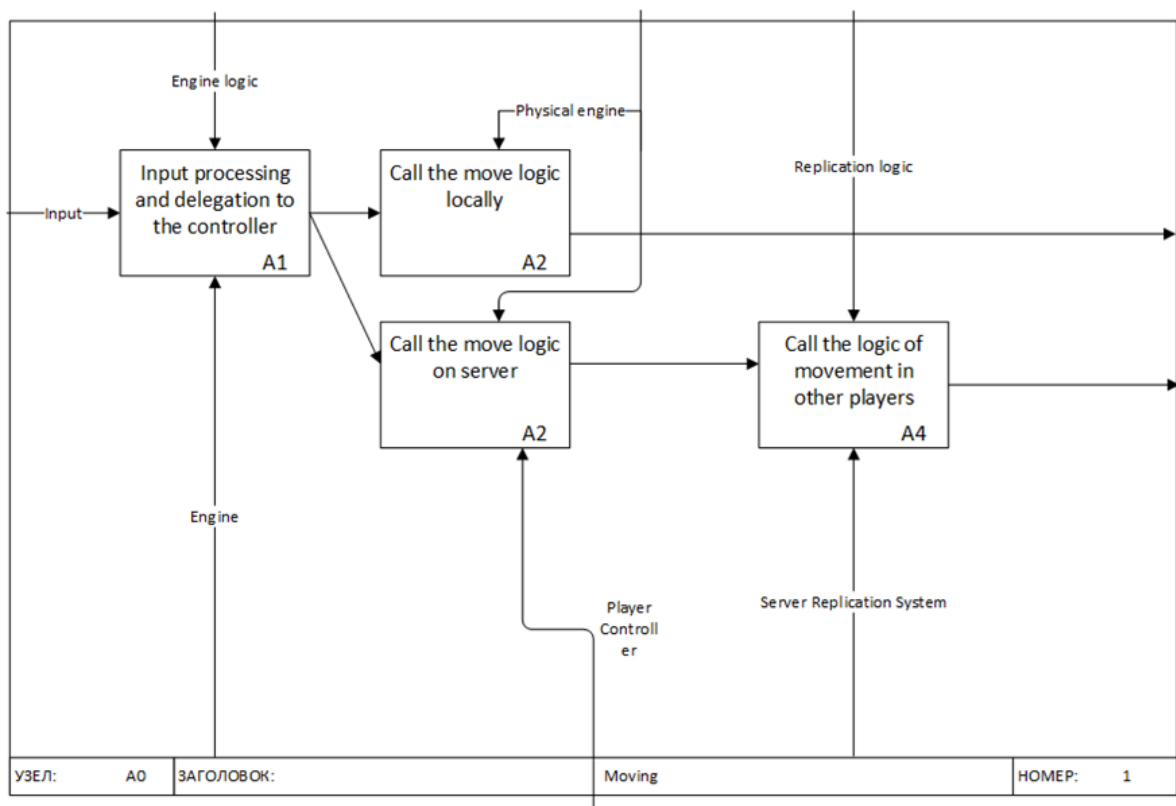 Engine logic
Physical engine
Input processing
and delegation to
the controller
A1
Call the move logic
locally
A2
Replication logic
Input
Call the move logic
on server
A2
Call the logic of
movement in
other players
A4
Engine
Player
Controll
er
Server Replication System
УЗЕЛ: A0 ЗАГОЛОВОК: Moving НОМЕР: 1